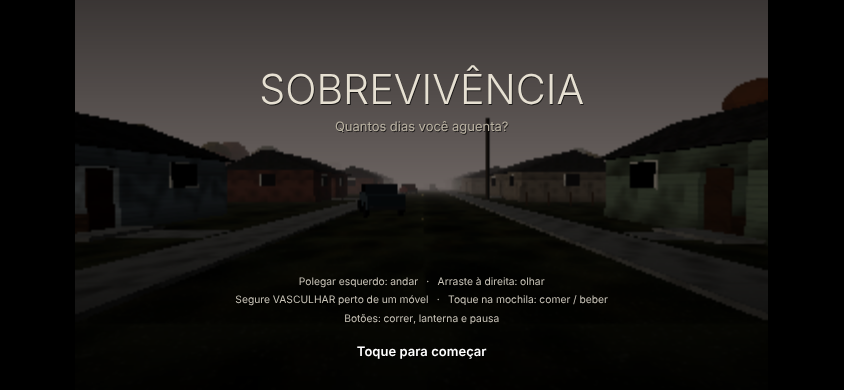 SOBREVIVÊNCIA
Quantos dias você aguenta?
Polegar esquerdo: andar · Arraste à direita: olhar
Segure VASCULHAR perto de um móvel · Toque na mochila: comer / beber
Botões: correr, lanterna e pausa
Toque para começar